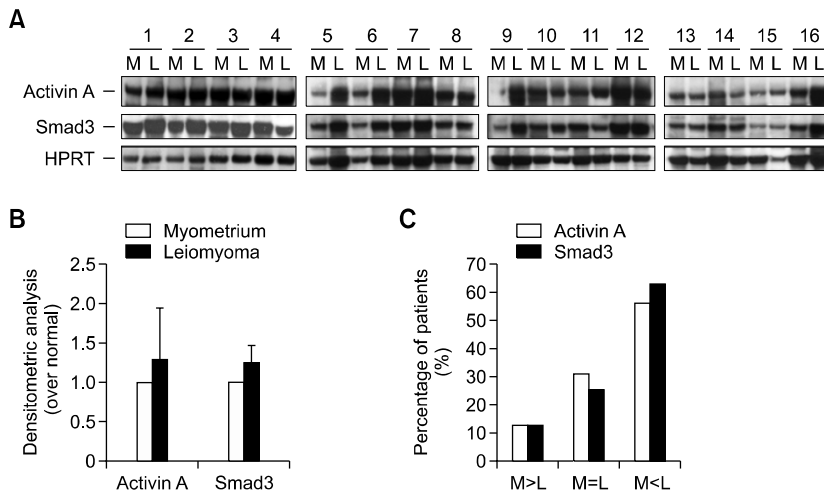 A
1 2 3 4 5 6 7 8 9 10 11 12 13 14 15 16
M L M L M L M L M L M L M L M L M L M L M L M L M L M L M L M L
Activin A
Smad3
HPRT
B
Myometrium
Leiomyoma
Densitometric analysis
(over normal)
2.5
2.0
1.5
1.0
0.5
0
Activin A Smad3
C
Activin A
Smad3
Percentage of patients
(%)
70
60
50
40
30
20
10
0
M>L M=L M<L